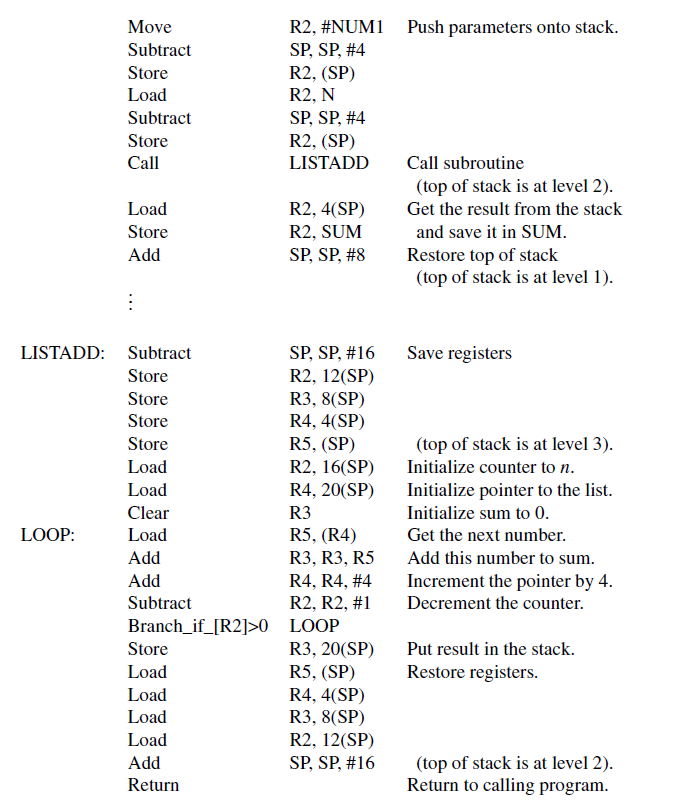 Move R2, #NUM1 Push parameters onto stack.
Subtract SP, SP, #4
Store R2, (SP)
Load R2, N
Subtract SP, SP, #4
Store R2, (SP)
Call LISTADD Call subroutine
(top of stack is at level 2).
Load R2, 4(SP) Get the result from the stack
Store R2, SUM and save it in SUM.
Add SP, SP, #8 Restore top of stack
(top of stack is at level 1).
⋮
LISTADD: Subtract SP, SP, #16 Save registers
Store R2, 12(SP)
Store R3, 8(SP)
Store R4, 4(SP)
Store R5, (SP) (top of stack is at level 3).
Load R2, 16(SP) Initialize counter to n.
Load R4, 20(SP) Initialize pointer to the list.
Clear R3 Initialize sum to 0.
LOOP: Load R5, (R4) Get the next number.
Add R3, R3, R5 Add this number to sum.
Add R4, R4, #4 Increment the pointer by 4.
Subtract R2, R2, #1 Decrement the counter.
Branch_if_[R2]>0 LOOP
Store R3, 20(SP) Put result in the stack.
Load R5, (SP) Restore registers.
Load R4, 4(SP)
Load R3, 8(SP)
Load R2, 12(SP)
Add SP, SP, #16 (top of stack is at level 2).
Return Return to calling program.